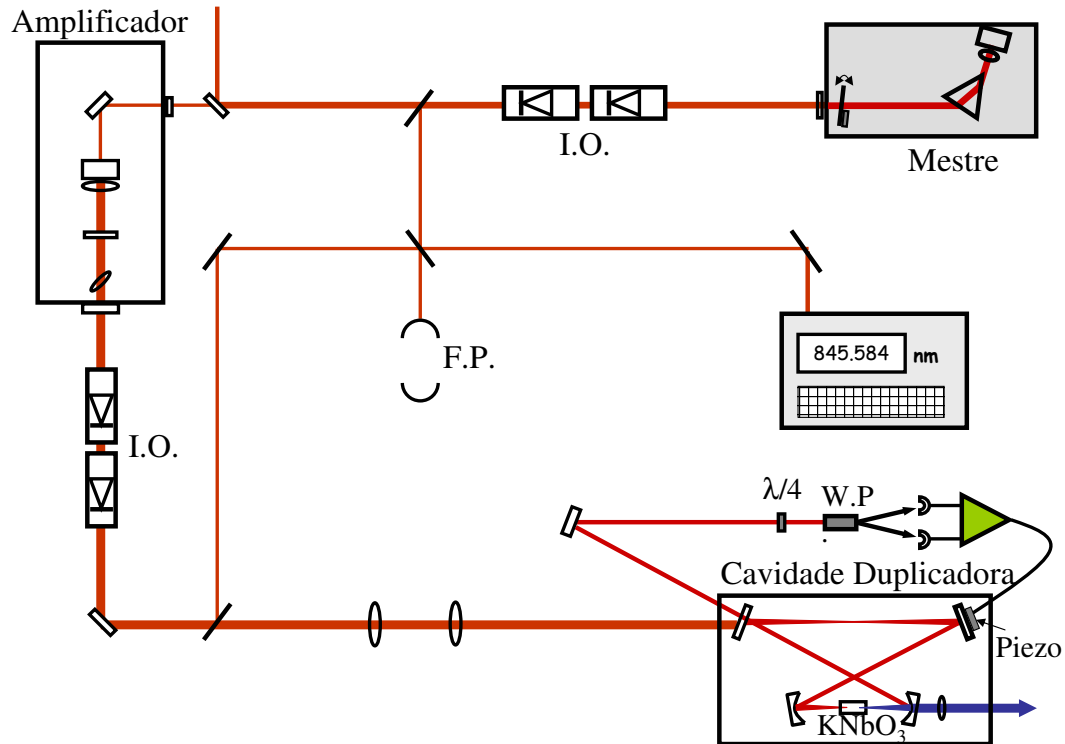 Amplificador
I.O.
Mestre
F.P.
845.584 nm
I.O.
λ/4
W.P
.
Cavidade Duplicadora
Piezo
KNbO₃